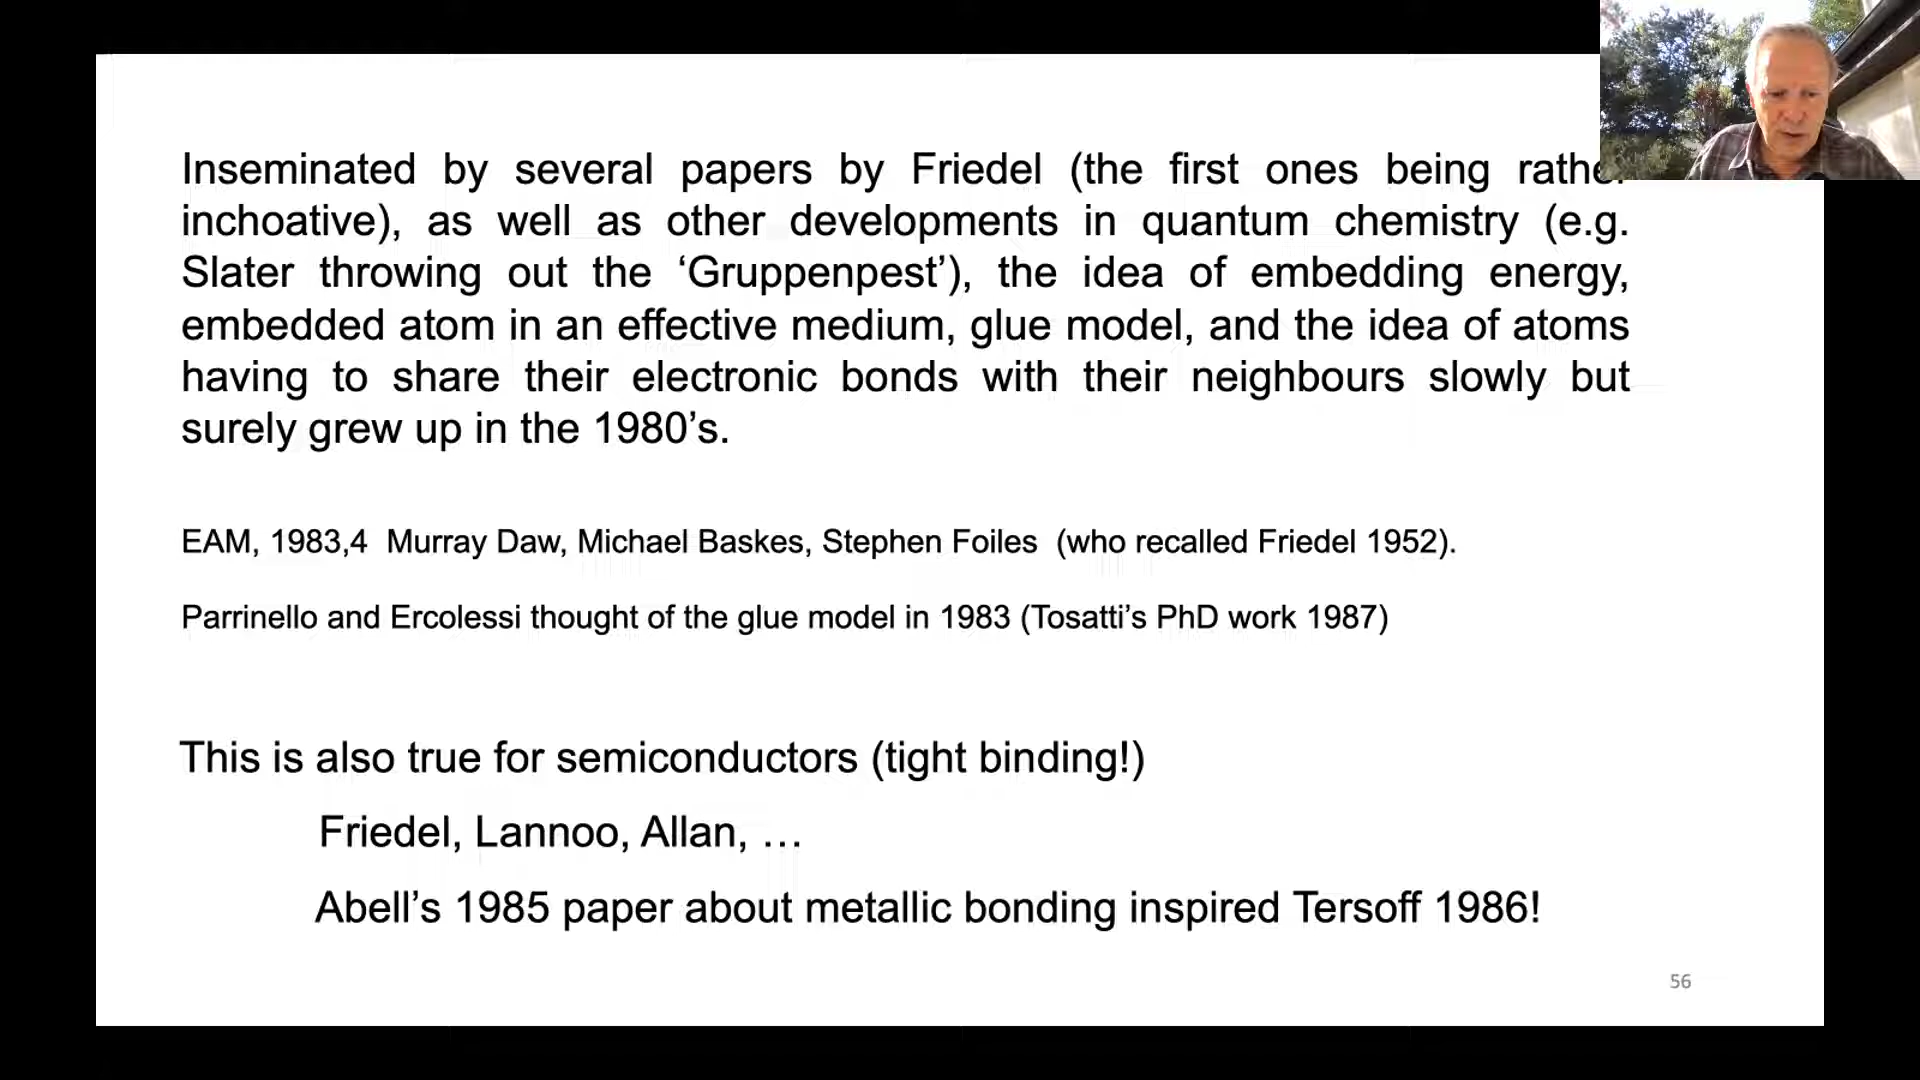 Inseminated by several papers by Friedel (the first ones being rathe
inchoative), as well as other developments in quantum chemistry (e.g.
Slater throwing out the ‘Gruppenpest’), the idea of embedding energy,
embedded atom in an effective medium, glue model, and the idea of atoms
having to share their electronic bonds with their neighbours slowly but
surely grew up in the 1980’s.
EAM, 1983,4 Murray Daw, Michael Baskes, Stephen Foiles (who recalled Friedel 1952).
Parrinello and Ercolessi thought of the glue model in 1983 (Tosatti’s PhD work 1987)
This is also true for semiconductors (tight binding!)
Friedel, Lannoo, Allan, …
Abell’s 1985 paper about metallic bonding inspired Tersoff 1986!
56